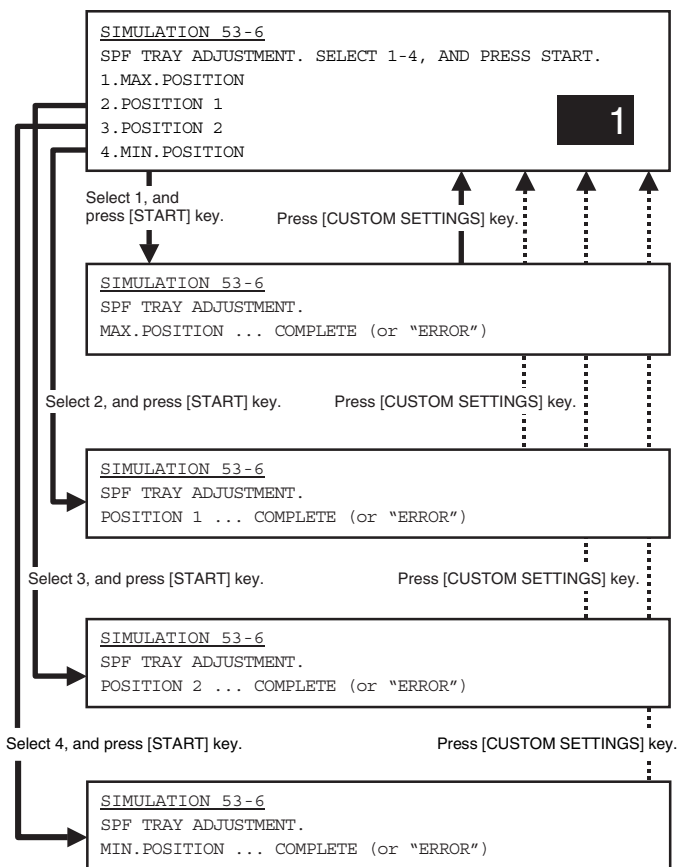 SIMULATION 53-6
SPF TRAY ADJUSTMENT. SELECT 1-4, AND PRESS START.
1.MAX.POSITION
2.POSITION 1
3.POSITION 2
4.MIN.POSITION
1
Select 1, and
press [START] key.
Press [CUSTOM SETTINGS] key.
SIMULATION 53-6
SPF TRAY ADJUSTMENT.
MAX.POSITION ... COMPLETE (or “ERROR”)
Select 2, and press [START] key.
Press [CUSTOM SETTINGS] key.
SIMULATION 53-6
SPF TRAY ADJUSTMENT.
POSITION 1 ... COMPLETE (or “ERROR”)
Select 3, and press [START] key.
Press [CUSTOM SETTINGS] key.
SIMULATION 53-6
SPF TRAY ADJUSTMENT.
POSITION 2 ... COMPLETE (or “ERROR”)
Select 4, and press [START] key.
Press [CUSTOM SETTINGS] key.
SIMULATION 53-6
SPF TRAY ADJUSTMENT.
MIN.POSITION ... COMPLETE (or “ERROR”)